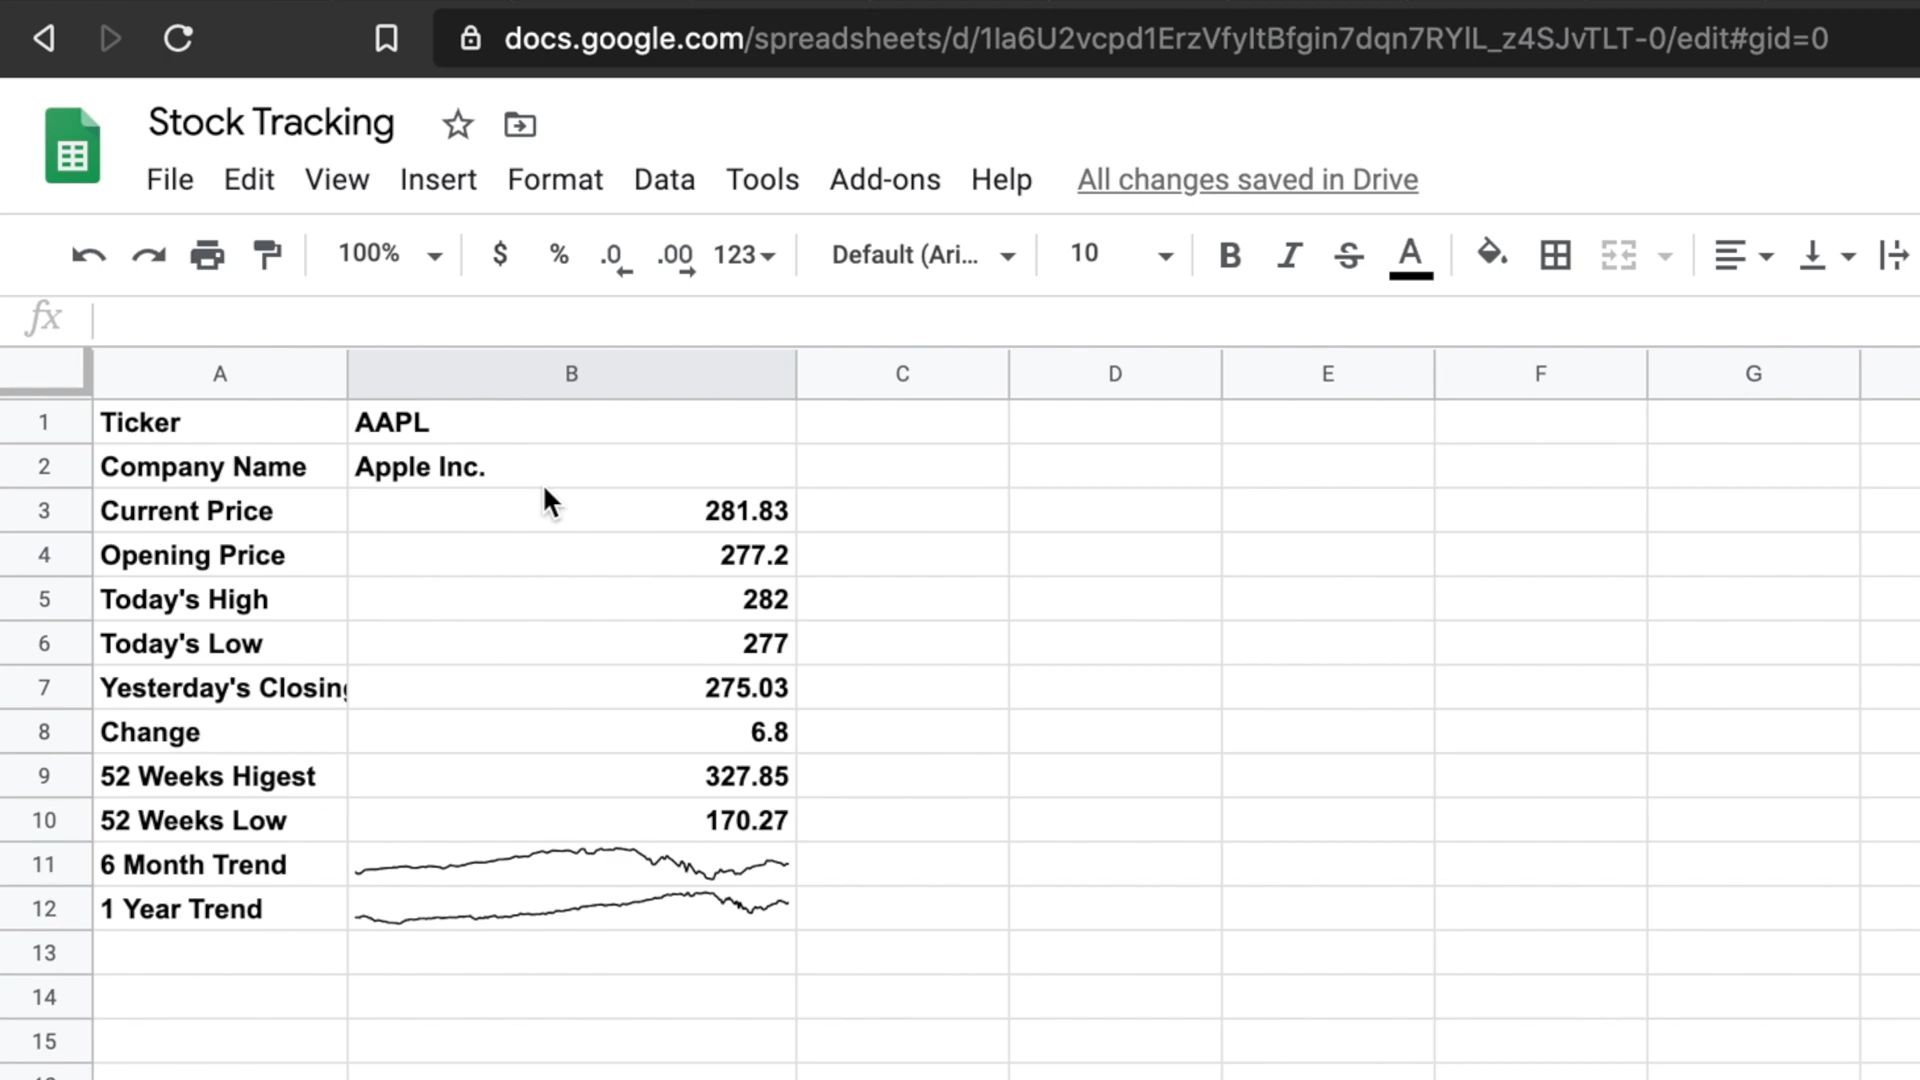 docs.google.com/spreadsheets/d/1Ia6U2vcpd1ErzVfyItBfgin7dqn7RYIL_z4SJvTLT-0/edit#gid=0
Stock Tracking
File Edit View Insert Format Data Tools Add-ons Help All changes saved in Drive
100% $ % .0 .00 123 Default (Ari... 10 B I S A
fx
A B C D E F G
1 Ticker AAPL
2 Company Name Apple Inc.
3 Current Price 281.83
4 Opening Price 277.2
5 Today's High 282
6 Today's Low 277
7 Yesterday's Closing 275.03
8 Change 6.8
9 52 Weeks Higest 327.85
10 52 Weeks Low 170.27
11 6 Month Trend
12 1 Year Trend
13
14
15